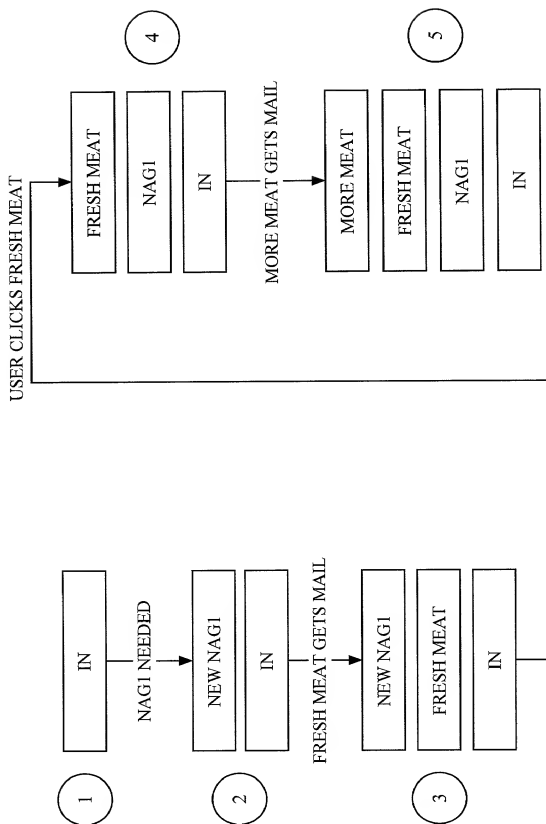 1
IN
NAG1 NEEDED
2
NEW NAG1
IN
FRESH MEAT GETS MAIL
3
NEW NAG1
FRESH MEAT
IN
USER CLICKS FRESH MEAT
4
FRESH MEAT
NAG1
IN
MORE MEAT GETS MAIL
5
MORE MEAT
FRESH MEAT
NAG1
IN